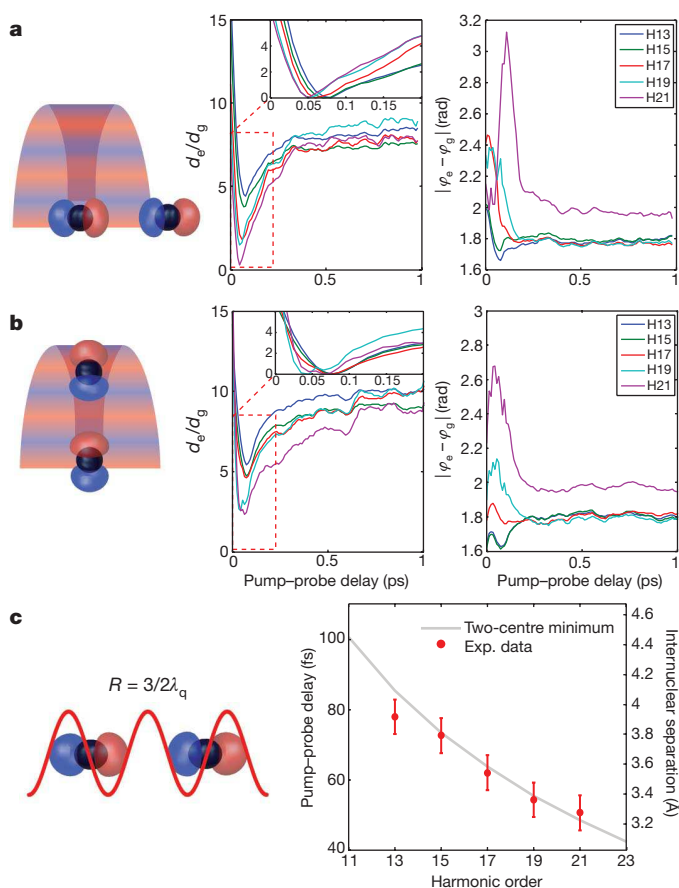 a
15
10
5
0
d_e/d_g
4
2
0
0
0.05
0.1
0.15
0.2
0
0.5
1
3.2
2.8
2.4
2
1.6
|φ_e − φ_g| (rad)
H13
H15
H17
H19
H21
0
0.5
1
b
15
10
5
0
d_e/d_g
4
2
0
0
0.05
0.1
0.15
0.2
0
0.5
1
Pump–probe delay (ps)
3
2.8
2.6
2.4
2.2
2
1.8
1.6
|φ_e − φ_g| (rad)
H13
H15
H17
H19
H21
0
0.5
1
Pump–probe delay (ps)
c
R = 3/2λ_q
100
80
60
40
Pump–probe delay (fs)
Two-centre minimum
Exp. data
4.6
4.4
4.2
4
3.8
3.6
3.4
3.2
Internuclear separation (Å)
11
13
15
17
19
21
23
Harmonic order